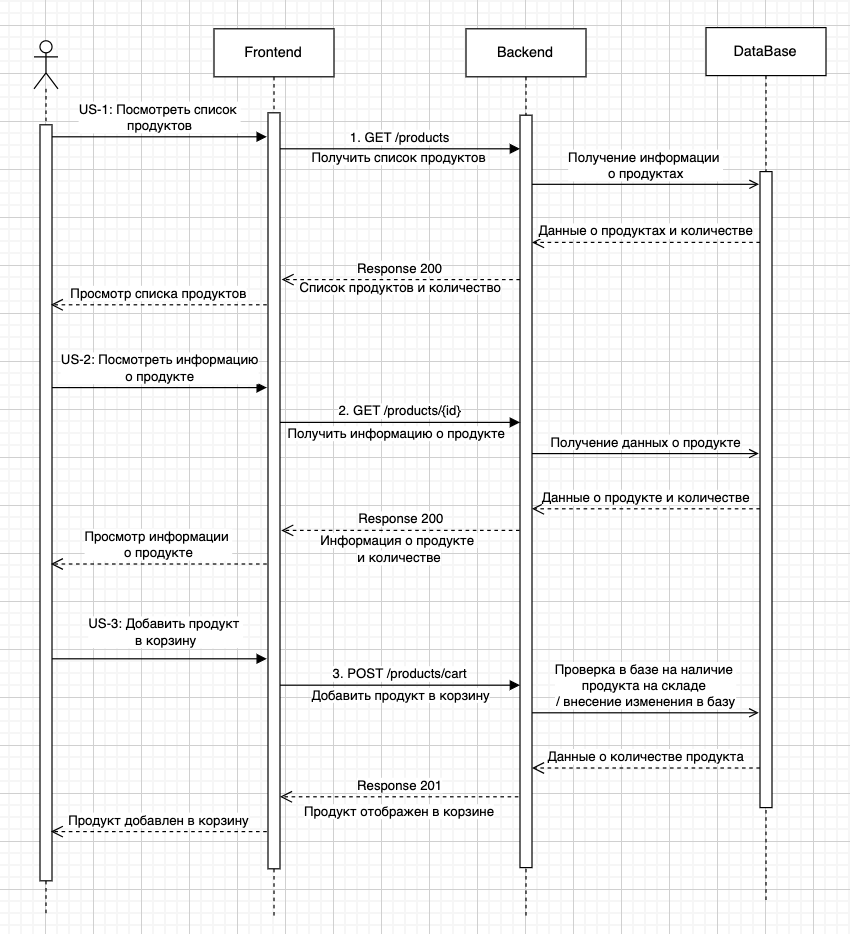 Frontend
Backend
DataBase
US-1: Посмотреть список
продуктов
1. GET /products
Получить список продуктов
Получение информации
о продуктах
Данные о продуктах и количестве
Response 200
Список продуктов и количество
Просмотр списка продуктов
US-2: Посмотреть информацию
о продукте
2. GET /products/{id}
Получить информацию о продукте
Получение данных о продукте
Данные о продукте и количестве
Response 200
Информация о продукте
и количестве
Просмотр информации
о продукте
US-3: Добавить продукт
в корзину
3. POST /products/cart
Добавить продукт в корзину
Проверка в базе на наличие
продукта на складе
/ внесение изменения в базу
Данные о количестве продукта
Response 201
Продукт отображен в корзине
Продукт добавлен в корзину